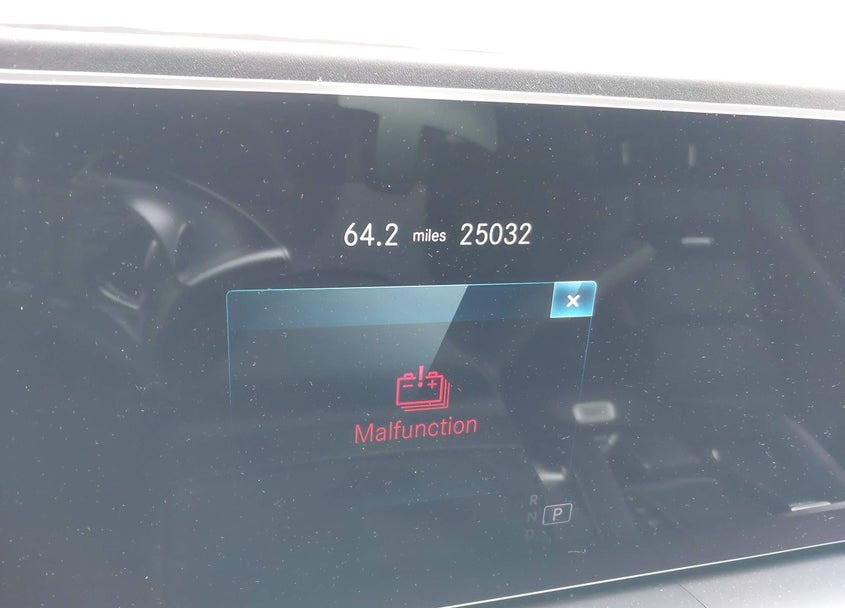 64.2 miles 25032
×
Malfunction
R
N P
D